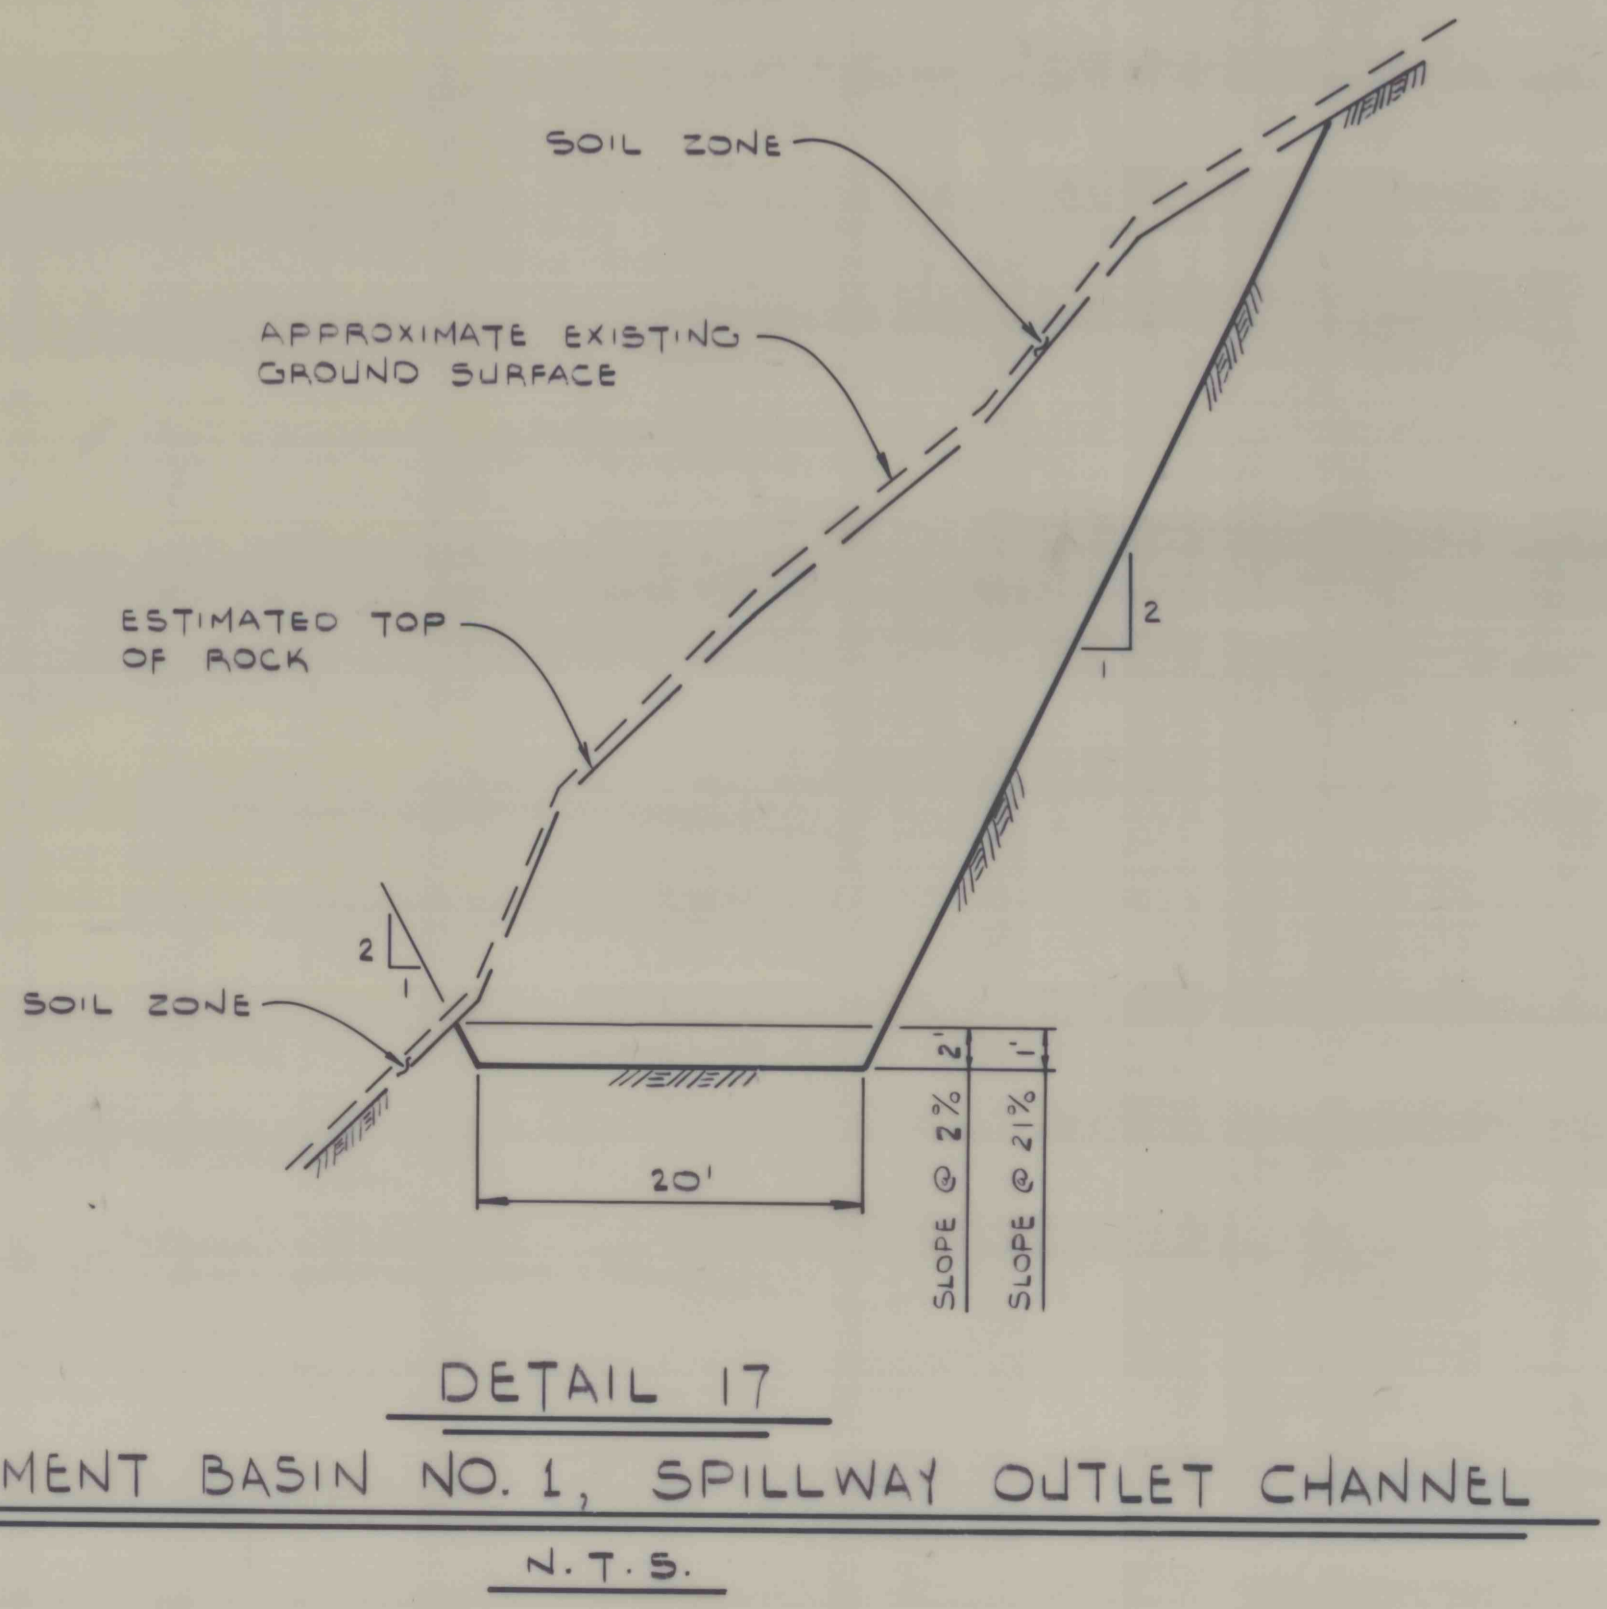 SOIL ZONE
APPROXIMATE EXISTING
GROUND SURFACE
ESTIMATED TOP
OF ROCK
2
1
2
1
SOIL ZONE
20'
SLOPE @ 2% 2'
SLOPE @ 21% 1'
DETAIL 17
MENT BASIN NO. 1, SPILLWAY OUTLET CHANNEL
N.T.S.